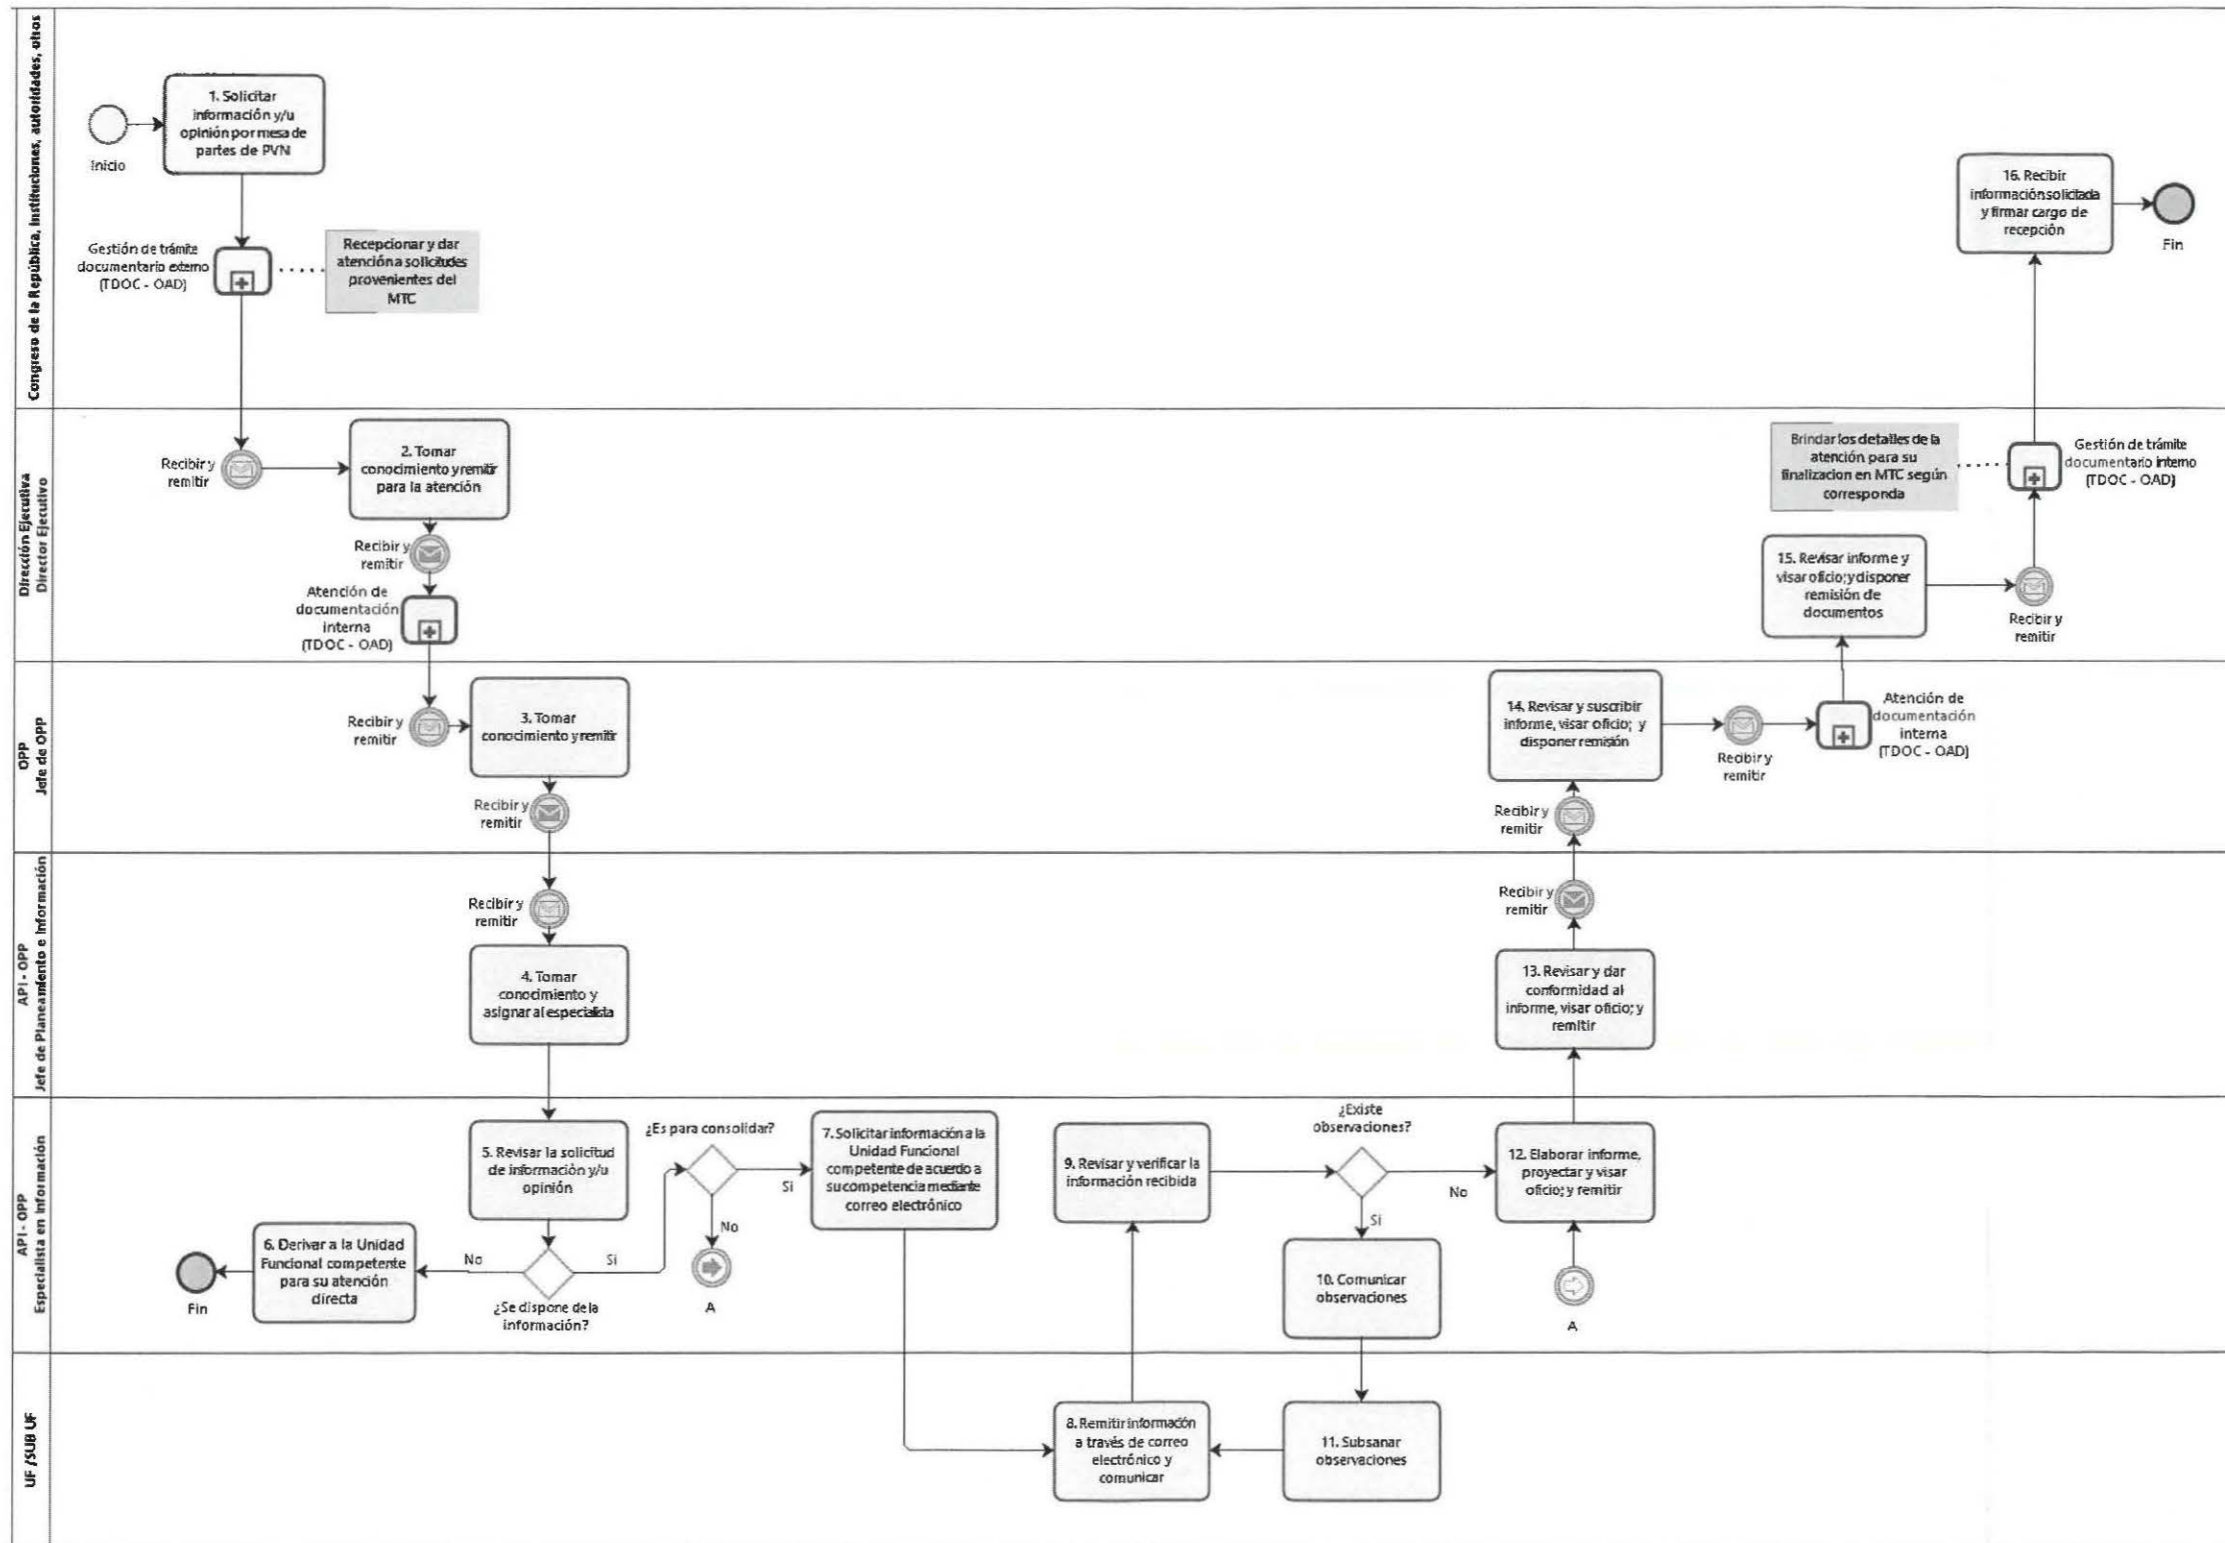 Congreso de la República, instituciones, autoridades, otros
Inicio
1. Solicitar
información y/u
opinión por mesa de
partes de PVN
Gestión de trámite
documentario externo
(TDOC - OAD)
Recepcionar y dar
atención a solicitudes
provenientes del
MTC
16. Recibir
información solicitada
y firmar cargo de
recepción
Fin
Dirección Ejecutiva
Director Ejecutivo
Recibir y
remitir
2. Tomar
conocimiento y remitir
para la atención
Recibir y
remitir
Atención de
documentación
interna
(TDOC - OAD)
Brindar los detalles de la
atención para su
finalizacion en MTC según
corresponda
Gestión de trámite
documentario interno
(TDOC - OAD)
15. Revisar informe y
visar oficio; y disponer
remisión de
documentos
Recibir y
remitir
OPP
Jefe de OPP
Recibir y
remitir
3. Tomar
conocimiento y remitir
Recibir y
remitir
14. Revisar y suscribir
informe, visar oficio; y
disponer remisión
Recibir y
remitir
Atención de
documentación
interna
(TDOC - OAD)
Recibir y
remitir
API - OPP
Jefe de Planeamiento e Información
Recibir y
remitir
4. Tomar
conocimiento y
asignar al especialista
Recibir y
remitir
13. Revisar y dar
conformidad al
informe, visar oficio; y
remitir
API - OPP
Especialista en Información
5. Revisar la solicitud
de información y/u
opinión
¿Se dispone de la
información?
No
6. Derivar a la Unidad
Funcional competente
para su atención
directa
Fin
Si
¿Es para consolidar?
No
A
Si
7. Solicitar información a la
Unidad Funcional
competente de acuerdo a
su competencia mediante
correo electrónico
9. Revisar y verificar la
información recibida
¿Existe
observaciones?
Si
No
10. Comunicar
observaciones
12. Elaborar informe,
proyectar y visar
oficio; y remitir
A
UF /SUB UF
8. Remitir información
a través de correo
electrónico y
comunicar
11. Subsanar
observaciones